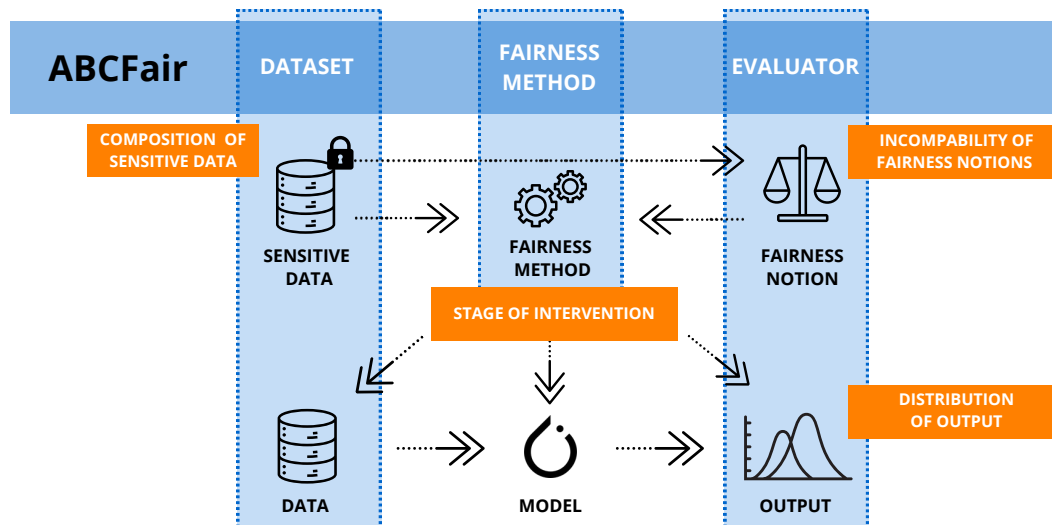 ABCFair
DATASET
FAIRNESS
METHOD
EVALUATOR
COMPOSITION OF
SENSITIVE DATA
INCOMPABILITY OF
FAIRNESS NOTIONS
SENSITIVE
DATA
FAIRNESS
METHOD
FAIRNESS
NOTION
STAGE OF INTERVENTION
DISTRIBUTION
OF OUTPUT
DATA
MODEL
OUTPUT